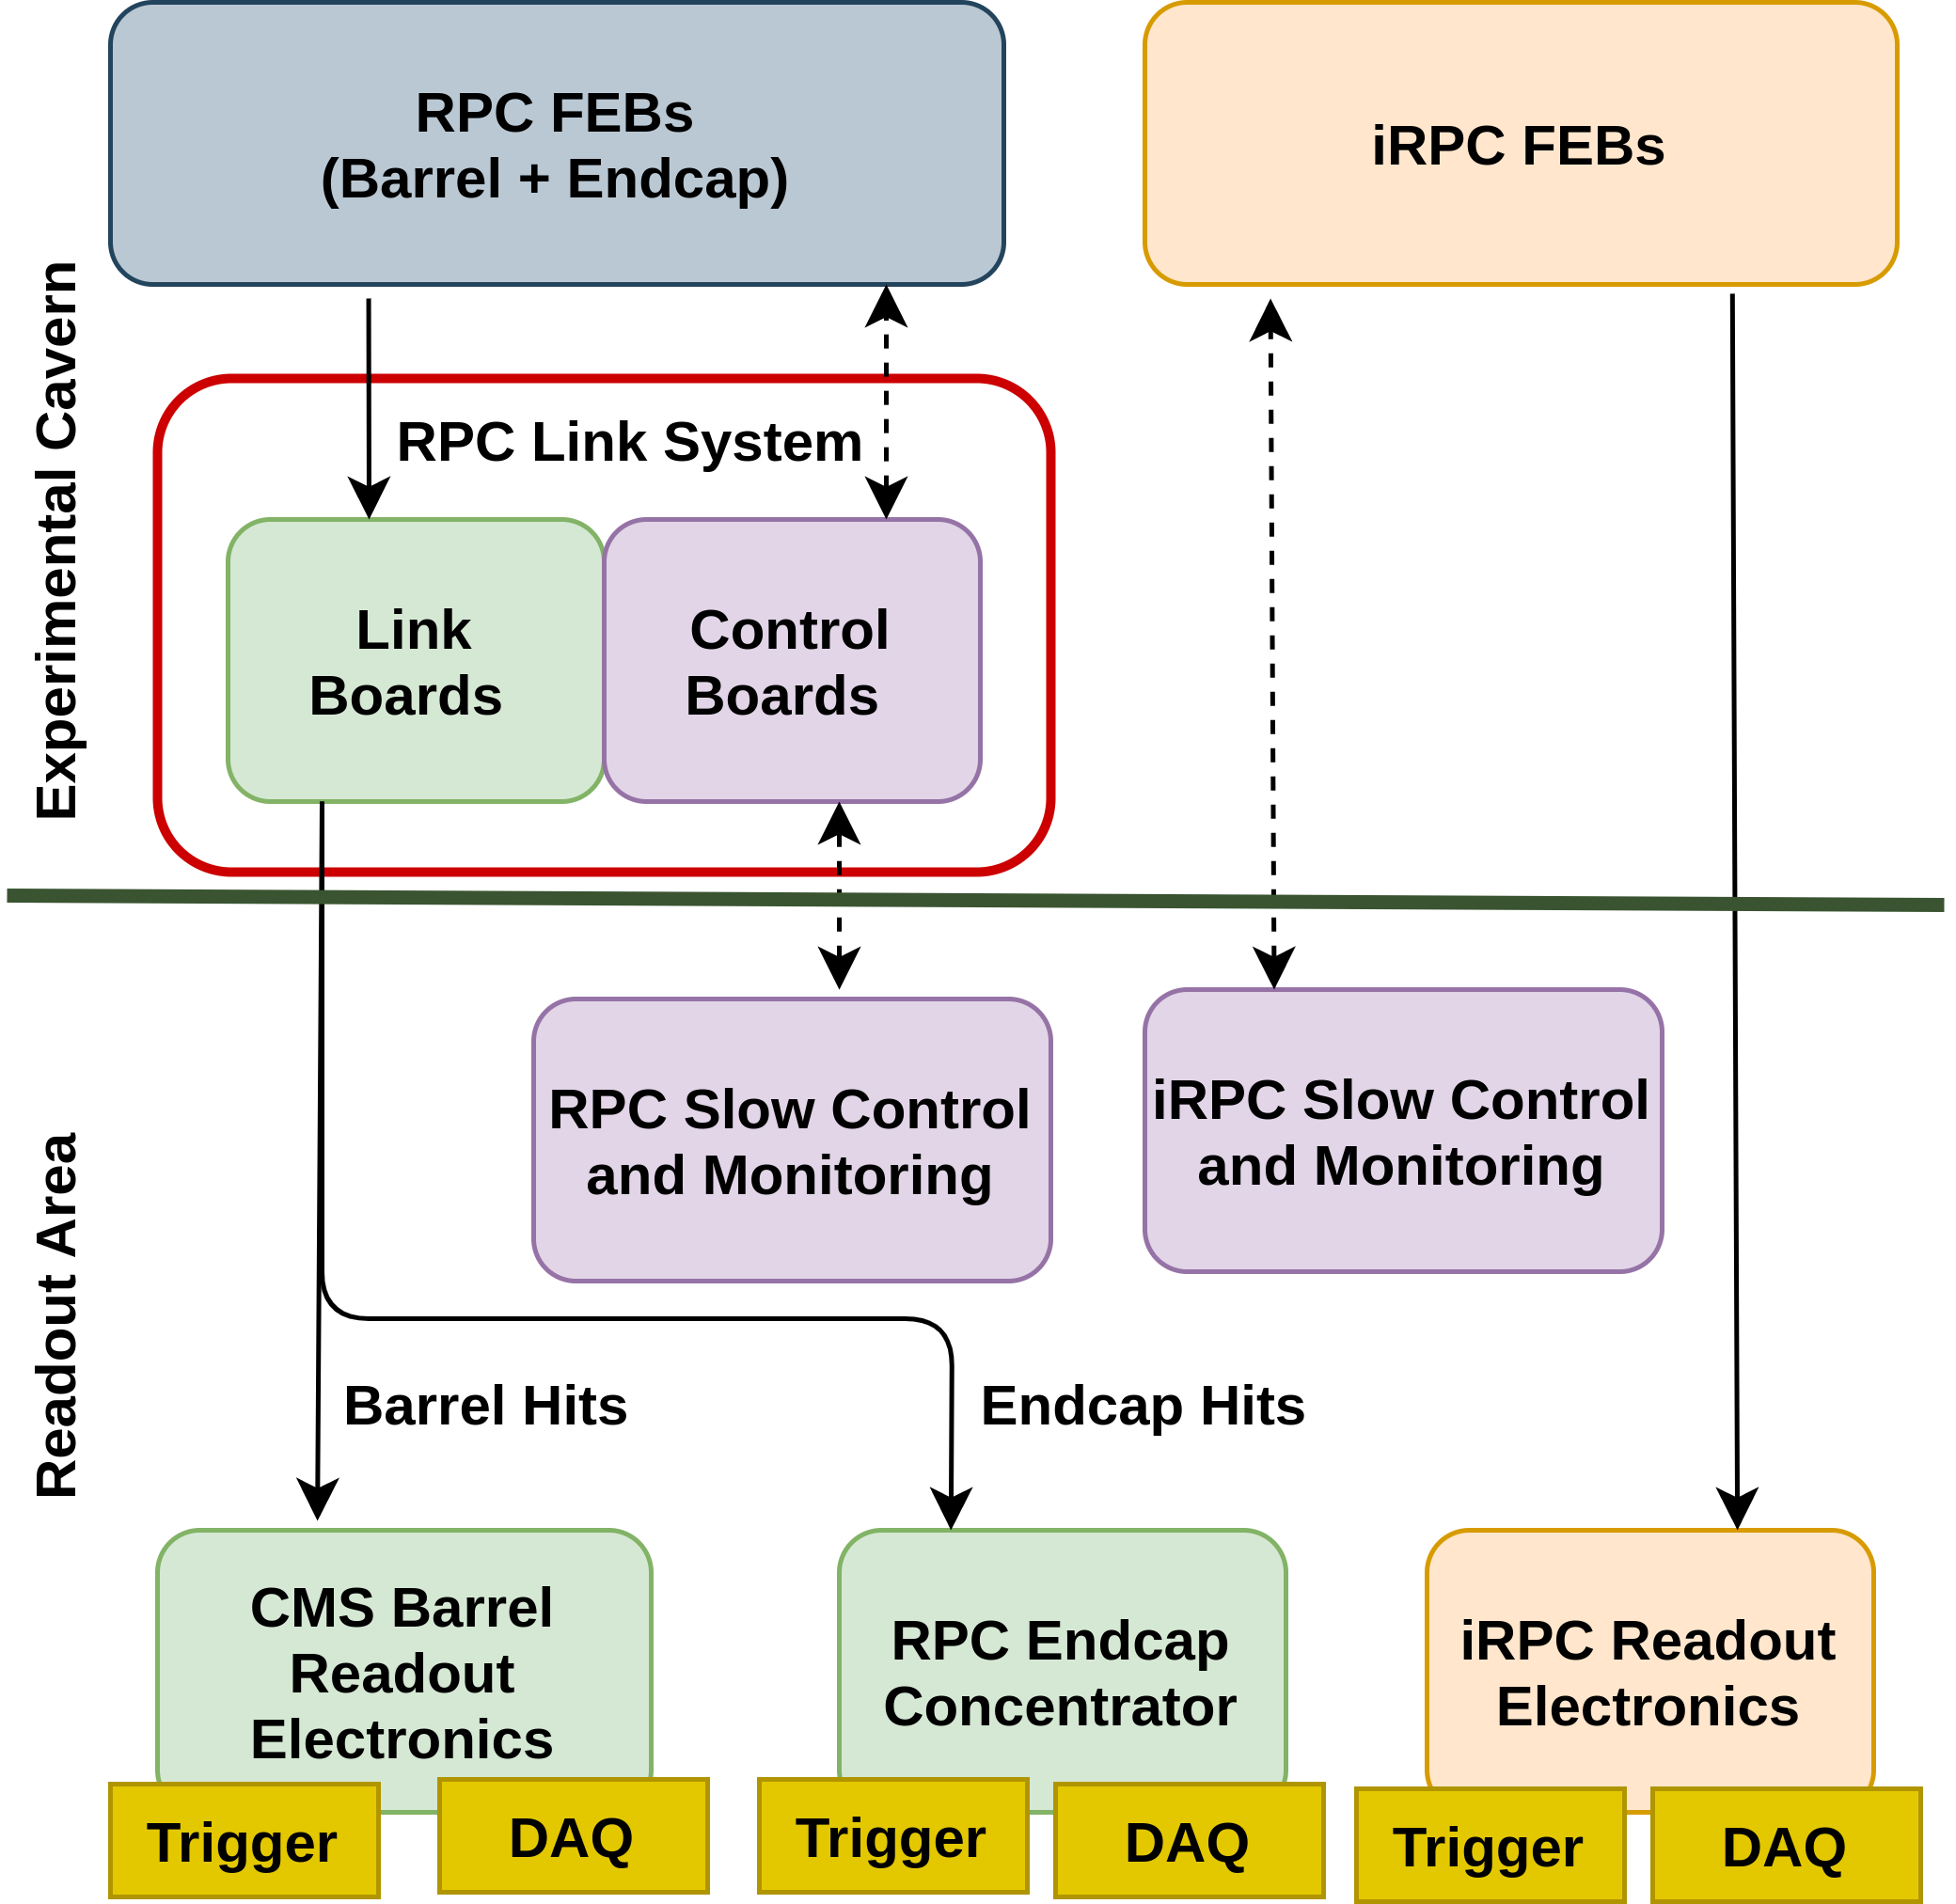 RPC FEBs
(Barrel + Endcap)
iRPC FEBs
Experimental Cavern
RPC Link System
Link
Boards
Control
Boards
Readout Area
RPC Slow Control
and Monitoring
iRPC Slow Control
and Monitoring
Barrel Hits
Endcap Hits
CMS Barrel
Readout
Electronics
RPC Endcap
Concentrator
iRPC Readout
Electronics
Trigger
DAQ
Trigger
DAQ
Trigger
DAQ